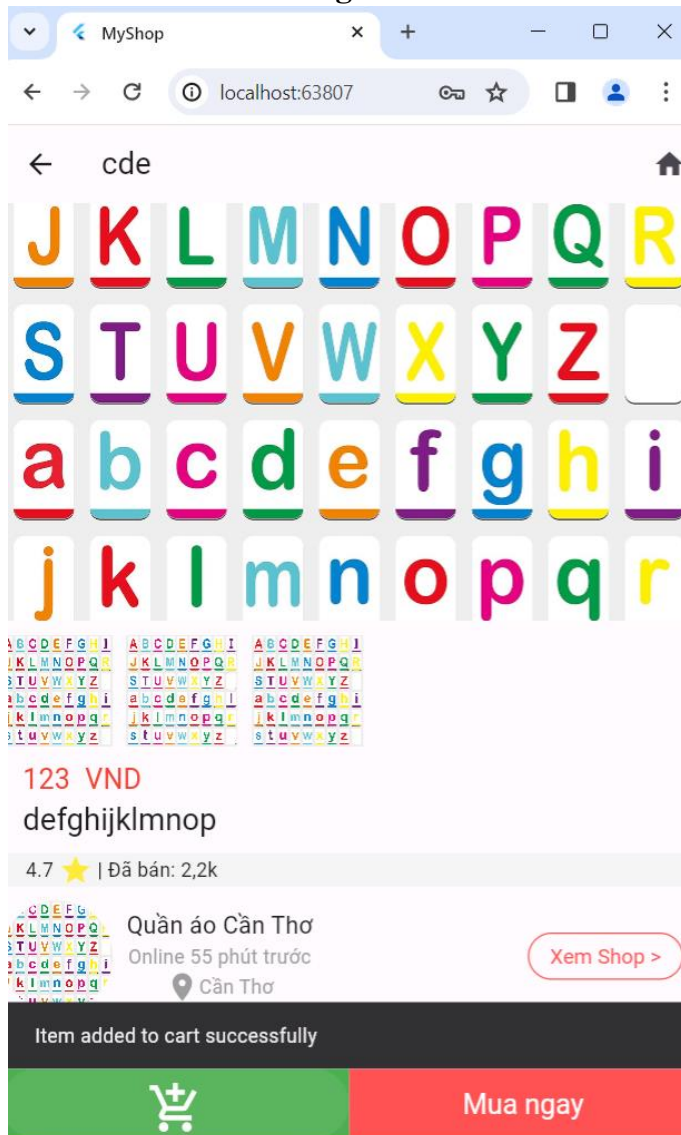 MyShop
localhost:63807
cde
J K L M N O P Q R
S T U V W X Y Z
a b c d e f g h i
j k l m n o p q r
A B C D E F G H I A B C D E F G H I A B C D E F G H I
J K L M N O P Q R J K L M N O P Q R J K L M N O P Q R
S T U V W X Y Z S T U V W X Y Z S T U V W X Y Z
a b c d e f g h i a b c d e f g h i a b c d e f g h i
j k l m n o p q r j k l m n o p q r j k l m n o p q r
s t u v w x y z s t u v w x y z s t u v w x y z
123 VND
defghijklmnop
4.7 | Đã bán: 2,2k
C D E F G
K L M N O P Q
S T U V W X Y Z
a b c d e f g h i
k l m n o p q
Quần áo Cần Thơ
Online 55 phút trước
Cần Thơ
Xem Shop >
Item added to cart successfully
Mua ngay